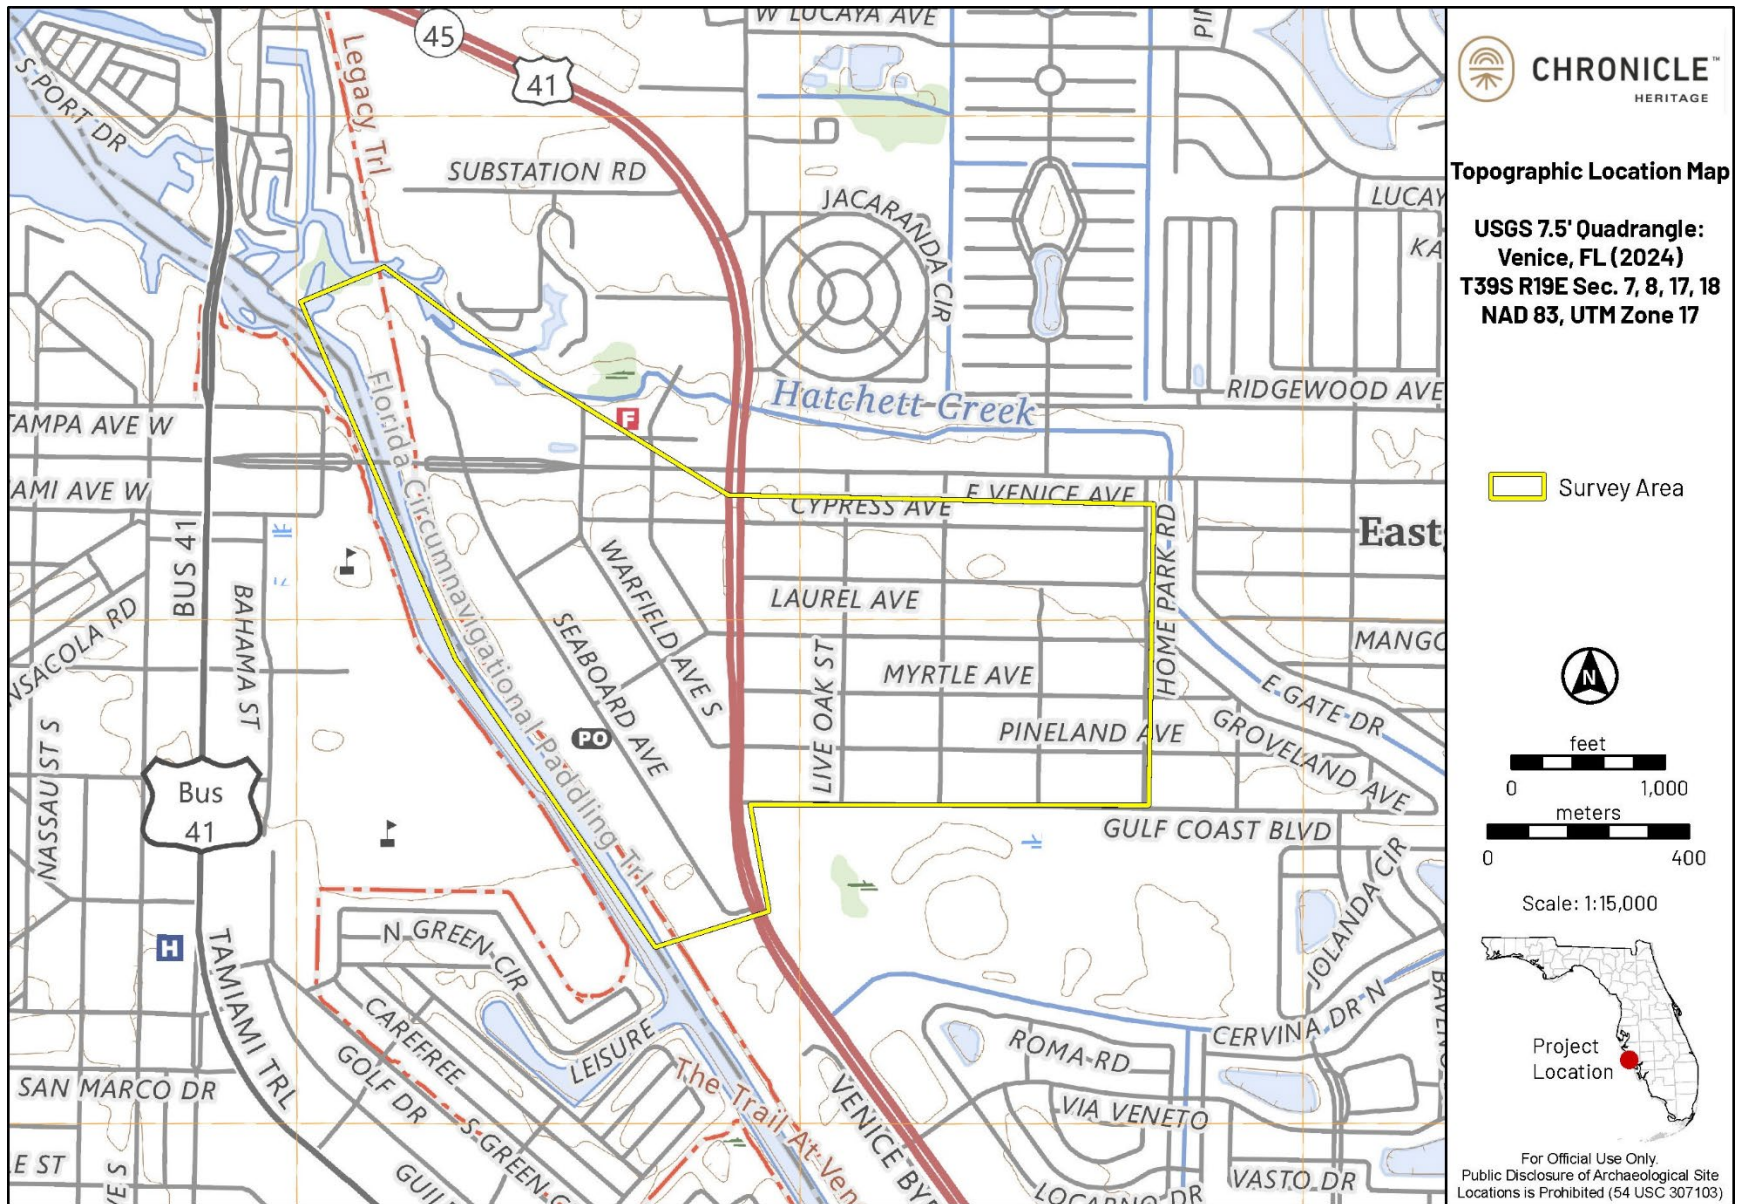 W LUCAYA AVE
45
41
Legacy Trl
S PORT DR
SUBSTATION RD
JACARANDA CIR
LUCAY
KA
RIDGEWOOD AVE
Hatchett Creek
F
TAMPA AVE W
AMI AVE W
E VENICE AVE
CYPRESS AVE
East
BUS 41
BAHAMA ST
NSACOLA RD
NASSAU ST S
Florida Circumnavigational Paddling Trl
WARFIELD AVE S
SEABOARD AVE
LAUREL AVE
LIVE OAK ST
MYRTLE AVE
PINELAND AVE
HOME PARK RD
MANGO
E GATE DR
GROVELAND AVE
PO
Bus
41
GULF COAST BLVD
JOLANDA CIR
H
N GREEN CIR
TAMIAMI TRL
CAREFREE
LEISURE
GOLF DR
S GREEN C
SAN MARCO DR
The Trail At Ven
VENICE BYP
ROMA RD
CERVINA DR N
VIA VENETO
VASTO DR
LOCARNO DR
LE ST
GUIL
CHRONICLE™
HERITAGE
Topographic Location Map
USGS 7.5' Quadrangle:
Venice, FL (2024)
T39S R19E Sec. 7, 8, 17, 18
NAD 83, UTM Zone 17
Survey Area
N
feet
0 1,000
meters
0 400
Scale: 1:15,000
Project
Location
For Official Use Only.
Public Disclosure of Archaeological Site
Locations is Prohibited (54 USC 307103)